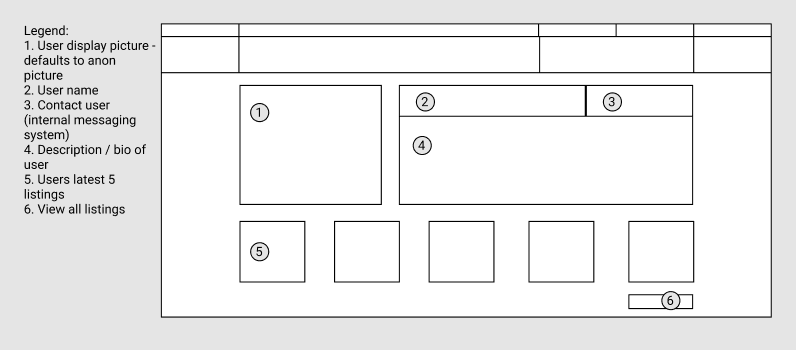 Legend:
1. User display picture -
defaults to anon
picture
2. User name
3. Contact user
(internal messaging
system)
4. Description / bio of
user
5. Users latest 5
listings
6. View all listings
1
2
3
4
5
6